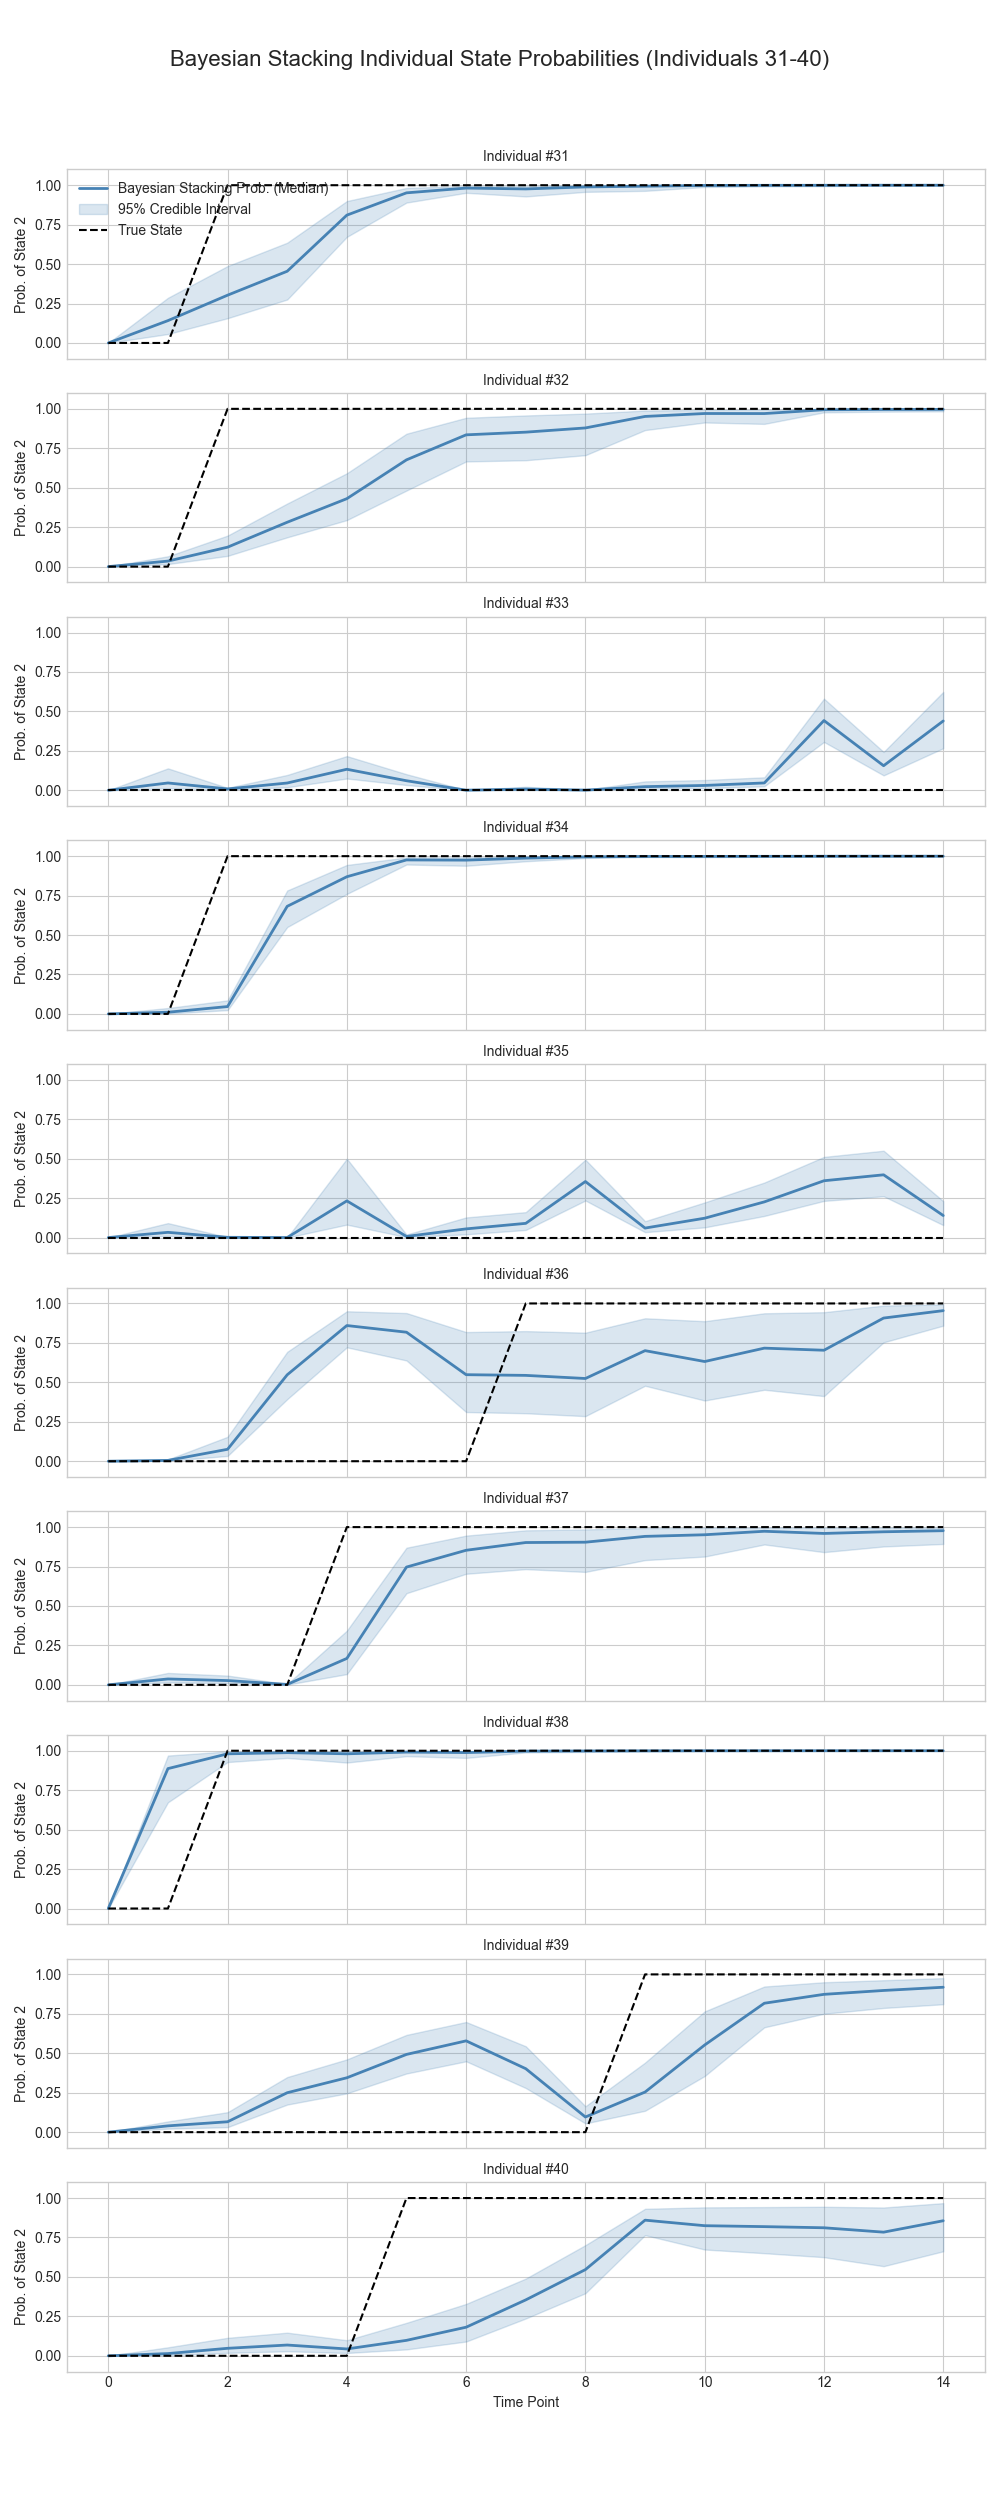 Bayesian Stacking Individual State Probabilities (Individuals 31-40)
Individual #31
Bayesian Stacking Prob. (Median)
95% Credible Interval
True State
1.00
0.75
0.50
0.25
0.00
Prob. of State 2
Individual #32
1.00
0.75
0.50
0.25
0.00
Prob. of State 2
Individual #33
1.00
0.75
0.50
0.25
0.00
Prob. of State 2
Individual #34
1.00
0.75
0.50
0.25
0.00
Prob. of State 2
Individual #35
1.00
0.75
0.50
0.25
0.00
Prob. of State 2
Individual #36
1.00
0.75
0.50
0.25
0.00
Prob. of State 2
Individual #37
1.00
0.75
0.50
0.25
0.00
Prob. of State 2
Individual #38
1.00
0.75
0.50
0.25
0.00
Prob. of State 2
Individual #39
1.00
0.75
0.50
0.25
0.00
Prob. of State 2
Individual #40
1.00
0.75
0.50
0.25
0.00
Prob. of State 2
0 2 4 6 8 10 12 14
Time Point